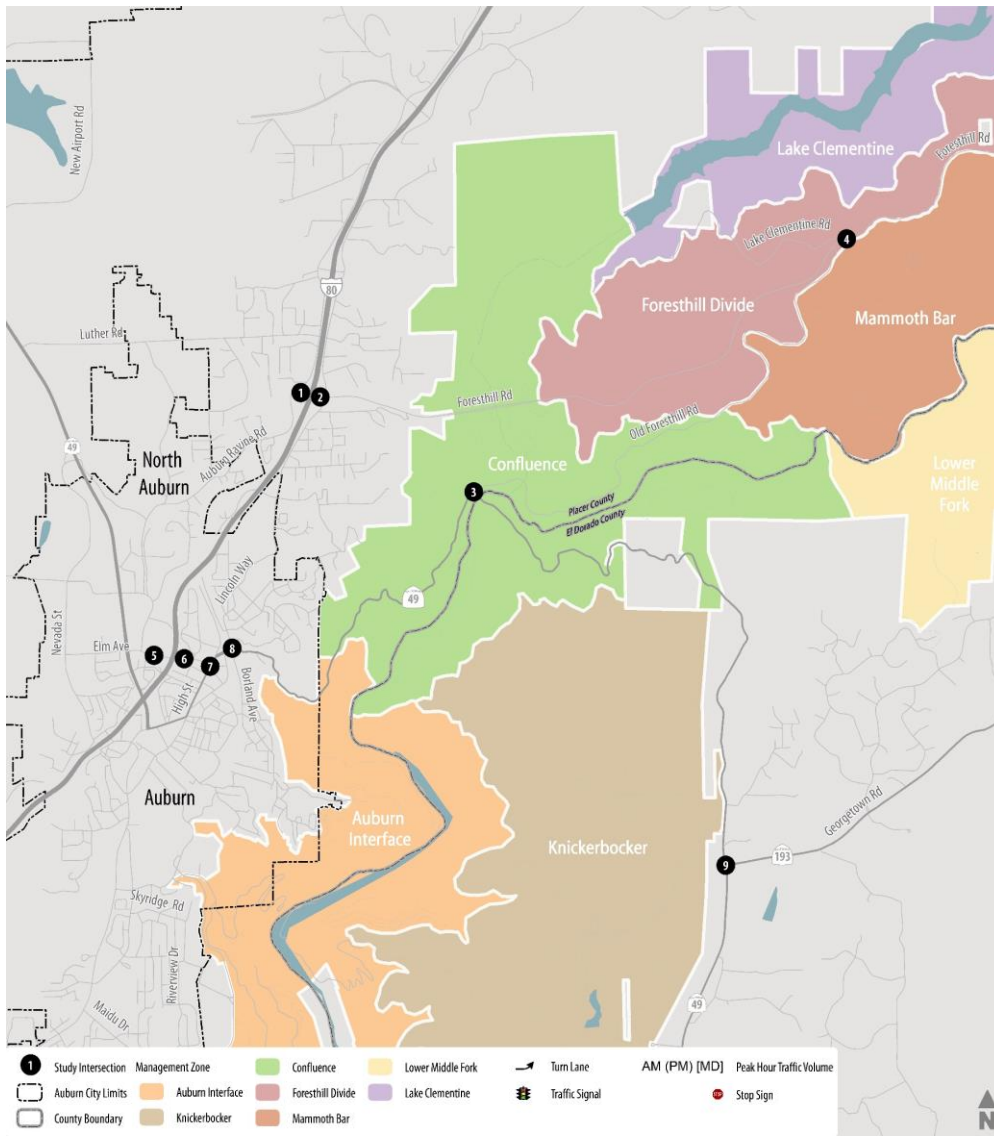 New Airport Rd
Lake Clementine
Foresthill Rd
Lake Clementine Rd
4
80
Foresthill Divide
Mammoth Bar
Luther Rd
1
2
Foresthill Rd
Old Foresthill Rd
49
Auburn Ravine Rd
North
Auburn
Confluence
Lower
Middle
Fork
3
Placer County
El Dorado County
Lincoln Way
49
Nevada St
Elm Ave
5
6
7
8
High St
Borland Ave
Auburn
Auburn
Interface
Knickerbocker
Georgetown Rd
193
9
Skyridge Rd
Riverview Dr
Maidu Dr
49
1 Study Intersection Management Zone Confluence Lower Middle Fork Turn Lane AM (PM) [MD] Peak Hour Traffic Volume
Auburn City Limits Auburn Interface Foresthill Divide Lake Clementine Traffic Signal STOP Stop Sign
County Boundary Knickerbocker Mammoth Bar
N